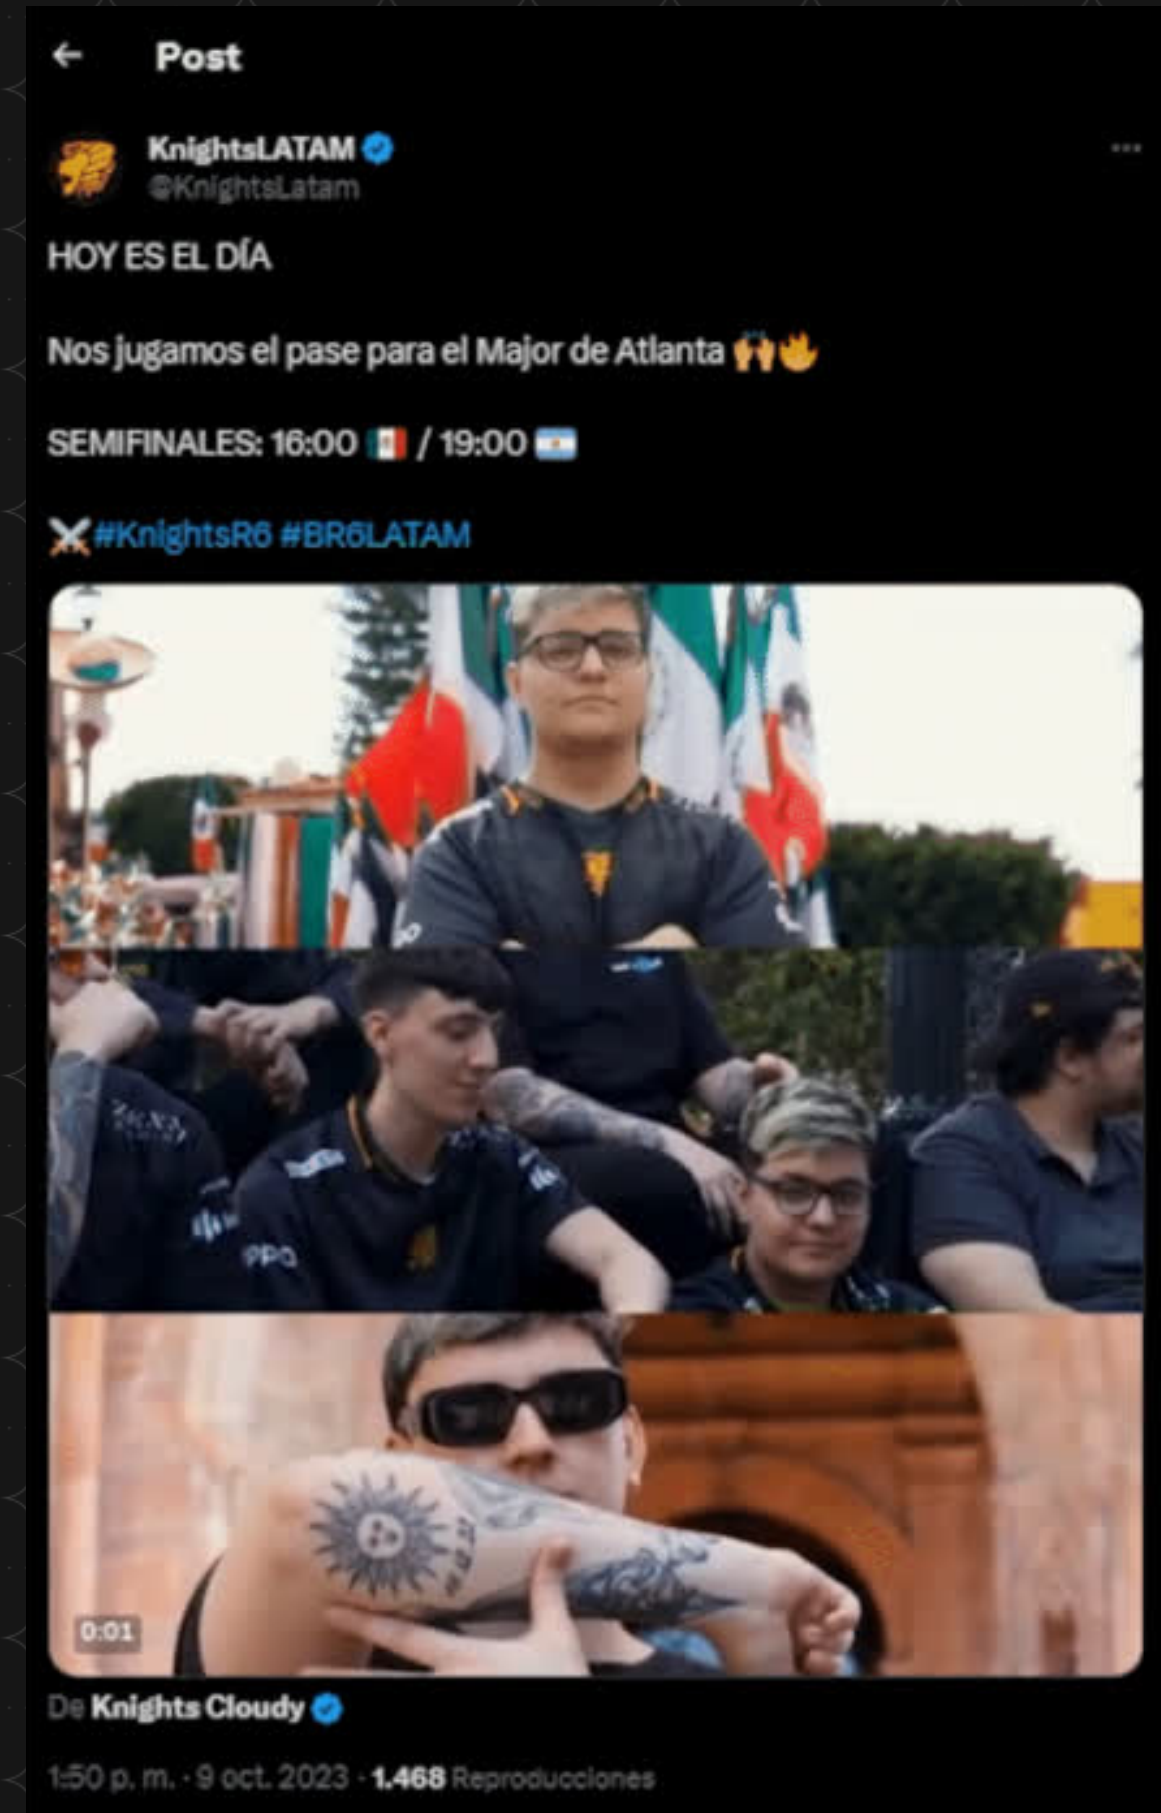 Post
KnightsLATAM
@KnightsLatam
HOY ES EL DÍA
Nos jugamos el pase para el Major de Atlanta 🙌🔥
SEMIFINALES: 16:00 🇲🇽 / 19:00 🇦🇷
⚔️#KnightsR6 #BR6LATAM
PRO
0:01
De Knights Cloudy
1:50 p. m. · 9 oct. 2023 · 1.468 Reproducciones